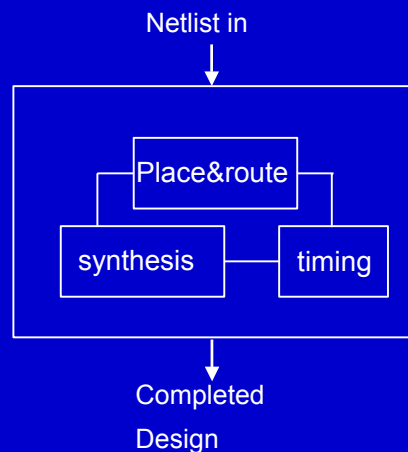 Netlist in
Place&route
synthesis
timing
Completed
Design